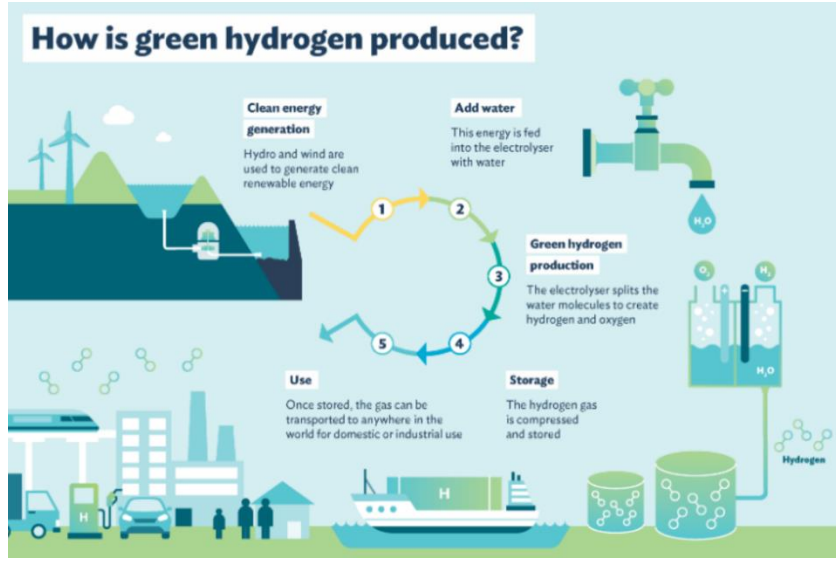 How is green hydrogen produced?
Clean energy
generation
Hydro and wind are
used to generate clean
renewable energy
Add water
This energy is fed
into the electrolyser
with water
1
2
3
4
5
H₂O
Green hydrogen
production
The electrolyser splits the
water molecules to create
hydrogen and oxygen
O₂
H₂
H₂O
Use
Once stored, the gas can be
transported to anywhere in the
world for domestic or industrial use
Storage
The hydrogen gas
is compressed
and stored
Hydrogen
H
H